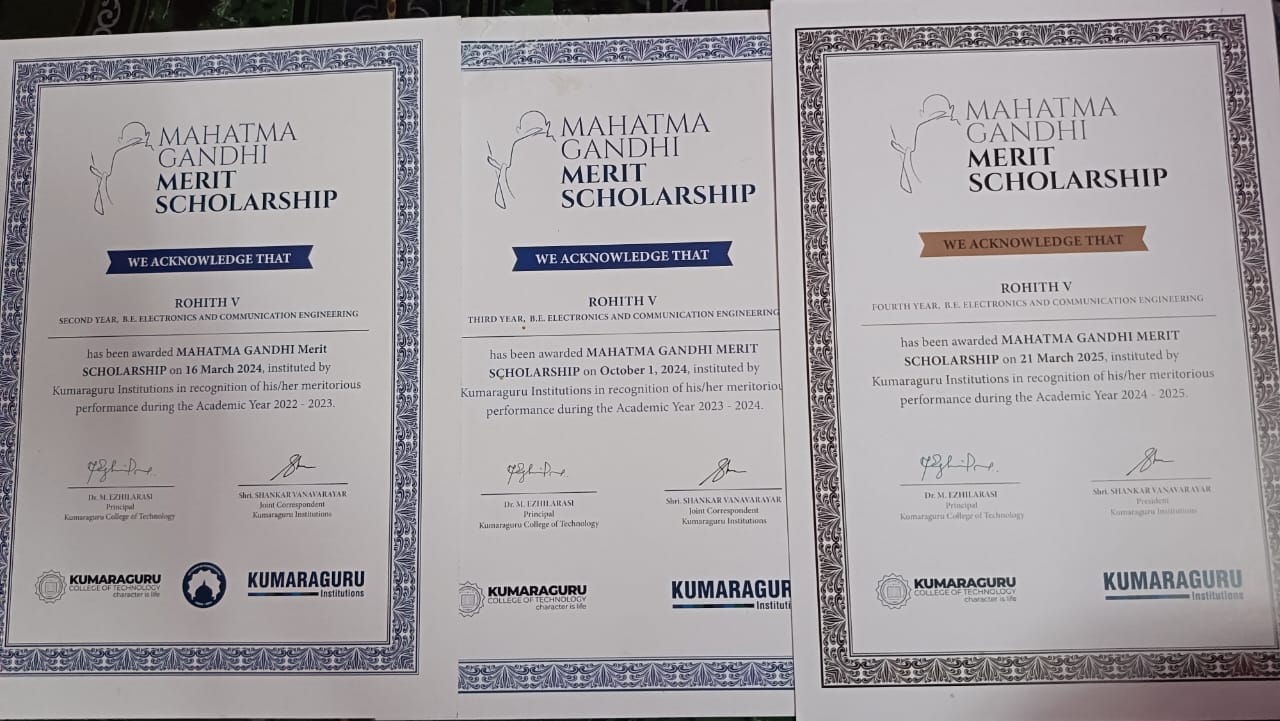 MAHATMA
GANDHI
MERIT
SCHOLARSHIP
WE ACKNOWLEDGE THAT
ROHITH V
SECOND YEAR, B.E. ELECTRONICS AND COMMUNICATION ENGINEERING
has been awarded MAHATMA GANDHI Merit
SCHOLARSHIP on 16 March 2024, instituted by
Kumaraguru Institutions in recognition of his/her meritorious
performance during the Academic Year 2022 - 2023.
Dr. M. EZHILARASI
Principal
Kumaraguru College of Technology
Shri. SHANKAR VANAVARAYAR
Joint Correspondent
Kumaraguru Institutions
KUMARAGURU
COLLEGE OF TECHNOLOGY
character is life
KUMARAGURU
Institutions
MAHATMA
GANDHI
MERIT
SCHOLARSHIP
WE ACKNOWLEDGE THAT
ROHITH V
THIRD YEAR, B.E. ELECTRONICS AND COMMUNICATION ENGINEERING
has been awarded MAHATMA GANDHI MERIT
SCHOLARSHIP on October 1, 2024, instituted by
Kumaraguru Institutions in recognition of his/her meritoriou
performance during the Academic Year 2023 - 2024.
Dr. M. EZHILARASI
Principal
Kumaraguru College of Technology
Shri. SHANKAR VANAVARAYAR
Joint Correspondent
Kumaraguru Institutions
KUMARAGURU
COLLEGE OF TECHNOLOGY
character is life
KUMARAGUR
Instituti
MAHATMA
GANDHI
MERIT
SCHOLARSHIP
WE ACKNOWLEDGE THAT
ROHITH V
FOURTH YEAR, B.E. ELECTRONICS AND COMMUNICATION ENGINEERING
has been awarded MAHATMA GANDHI MERIT
SCHOLARSHIP on 21 March 2025, instituted by
Kumaraguru Institutions in recognition of his/her meritorious
performance during the Academic Year 2024 - 2025.
Dr. M. EZHILARASI
Principal
Kumaraguru College of Technology
Shri. SHANKAR VANAVARAYAR
President
Kumaraguru Institutions
KUMARAGURU
COLLEGE OF TECHNOLOGY
character is life
KUMARAGURU
Institutions